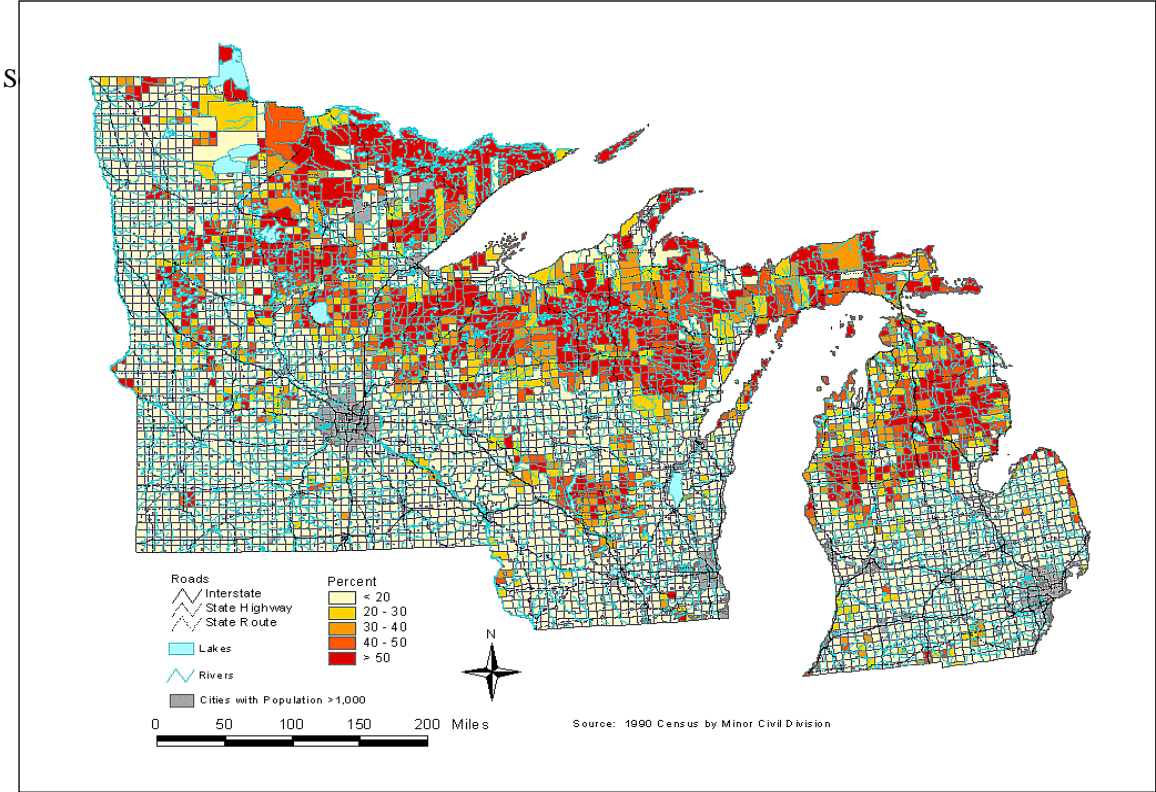 S
N
Roads
Interstate
State Highway
State Route
Lakes
Rivers
Cities with Population >1,000
Percent
< 20
20 - 30
30 - 40
40 - 50
> 50
0 50 100 150 200 Miles
Source: 1990 Census by Minor Civil Division